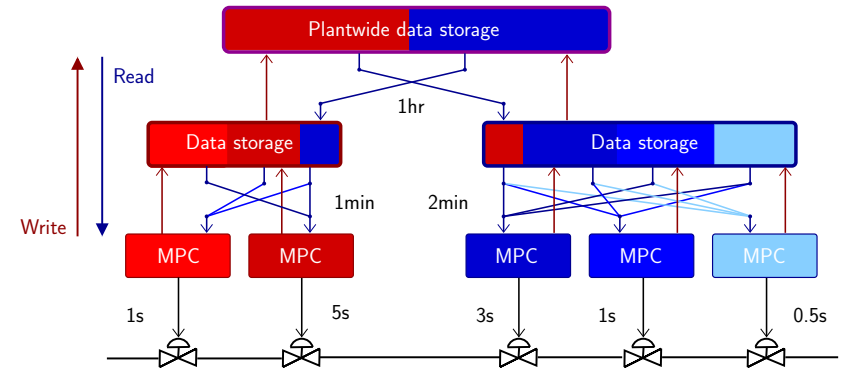 Plantwide data storage
Read
1hr
Data storage
Data storage
1min
2min
Write
MPC
MPC
MPC
MPC
MPC
1s
5s
3s
1s
0.5s